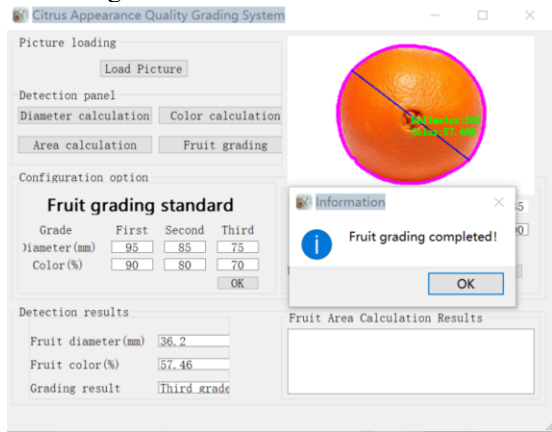 Citrus Appearance Quality Grading System
Picture loading
Load Picture
Detection panel
Diameter calculation Color calculation
Area calculation Fruit grading
Configuration option
Fruit grading standard
Grade First Second Third
Diameter(mm) 95 85 75
Color(%) 90 80 70
OK
Information
Fruit grading completed!
OK
Detection results
Fruit diameter(mm) 36.2
Fruit color(%) 57.46
Grading result Third grade
Fruit Area Calculation Results